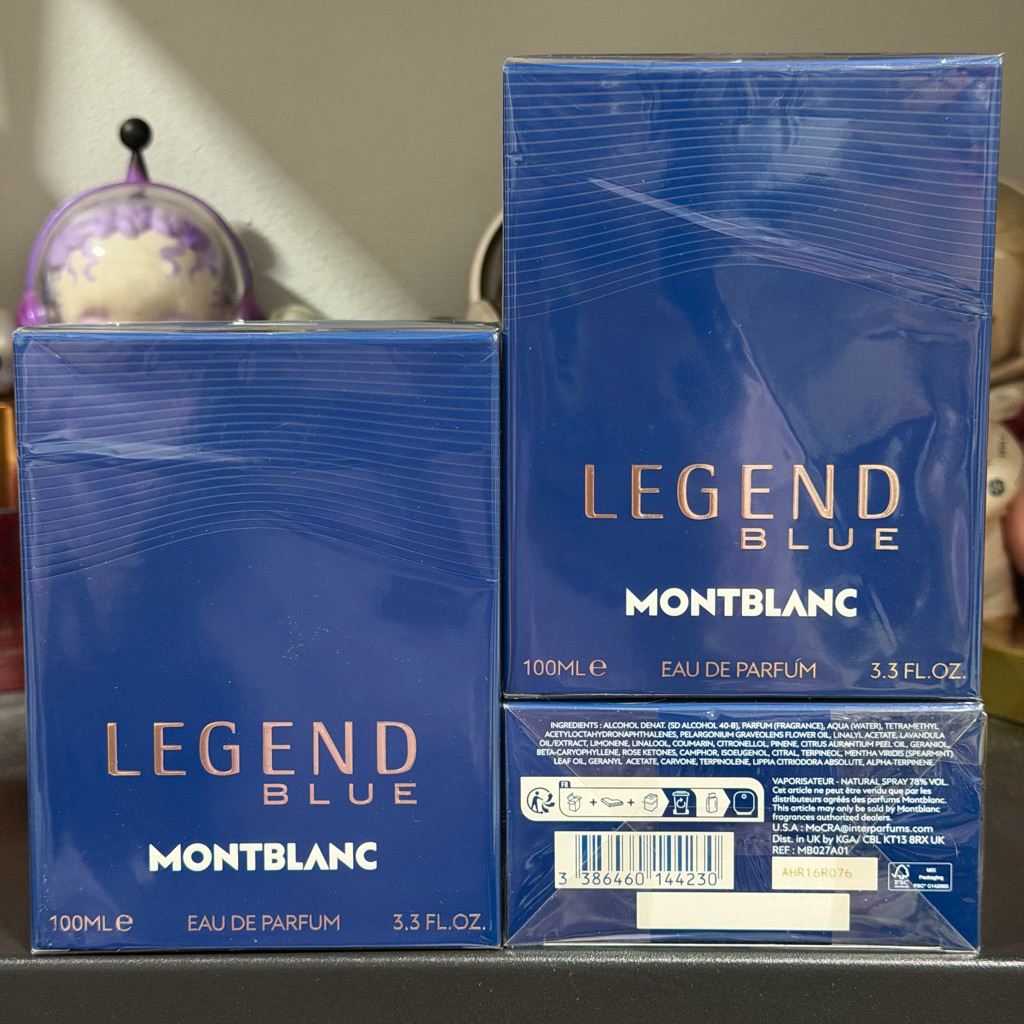 LEGEND
BLUE
MONTBLANC
100ML e
EAU DE PARFUM
3.3 FL.OZ.
LEGEND
BLUE
MONTBLANC
100ML e
EAU DE PARFUM
3.3 FL.OZ.
INGREDIENTS : ALCOHOL DENAT. (SD ALCOHOL 40-B), PARFUM (FRAGRANCE), AQUA (WATER), TETRAMETHYL
ACETYLOCTAHYDRONAPHTHALENES, PELARGONIUM GRAVEOLENS FLOWER OIL, LINALYL ACETATE, LAVANDULA
OIL/EXTRACT, LIMONENE, LINALOOL, COUMARIN, CITRONELLOL, PINENE, CITRUS AURANTIUM PEEL OIL, GERANIOL,
BETA-CARYOPHYLLENE, ROSE KETONES, CAMPHOR, ISOEUGENOL, CITRAL, TERPINEOL, MENTHA VIRIDIS (SPEARMINT)
LEAF OIL, GERANYL ACETATE, CARVONE, TERPINOLENE, LIPPIA CITRIODORA ABSOLUTE, ALPHA-TERPINENE.
FR
VAPORISATEUR - NATURAL SPRAY 78% VOL.
Cet article ne peut être vendu que par les
distributeurs agréés des parfums Montblanc.
This article may only be sold by Montblanc
fragrances authorized dealers.
U.S.A : MoCRA@interparfums.com
Dist. in UK by KGA/ CBL KT13 8RX UK
REF : MB027A01
3 386460 144230
AHR16R076
FSC
MIX
Packaging
FSC® C142983